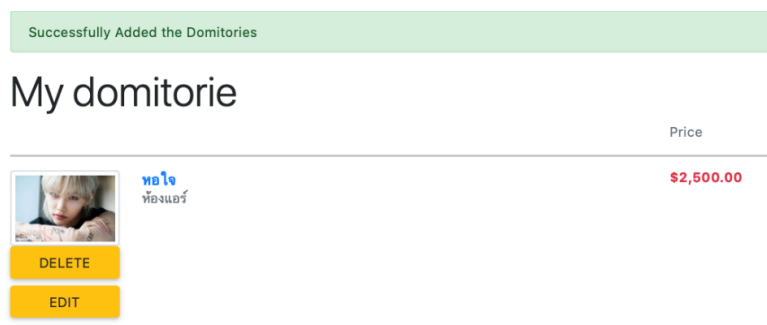 Successfully Added the Domitories
My domitorie
Price
หอใจ
$2,500.00
ห้องแอร์
DELETE
EDIT